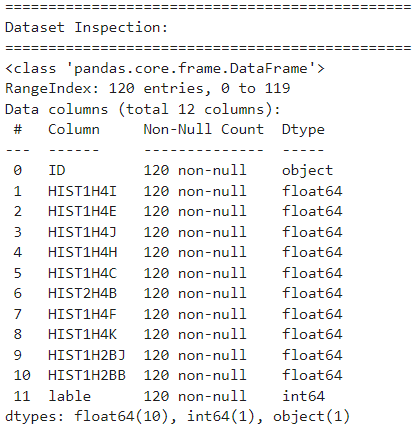 ==============================================
Dataset Inspection:
==============================================
<class 'pandas.core.frame.DataFrame'>
RangeIndex: 120 entries, 0 to 119
Data columns (total 12 columns):
 #   Column    Non-Null Count  Dtype
---  ------    --------------  -----
 0   ID        120 non-null    object
 1   HIST1H4I  120 non-null    float64
 2   HIST1H4E  120 non-null    float64
 3   HIST1H4J  120 non-null    float64
 4   HIST1H4H  120 non-null    float64
 5   HIST1H4C  120 non-null    float64
 6   HIST2H4B  120 non-null    float64
 7   HIST1H4F  120 non-null    float64
 8   HIST1H4K  120 non-null    float64
 9   HIST1H2BJ 120 non-null    float64
 10  HIST1H2BB 120 non-null    float64
 11  lable     120 non-null    int64
dtypes: float64(10), int64(1), object(1)